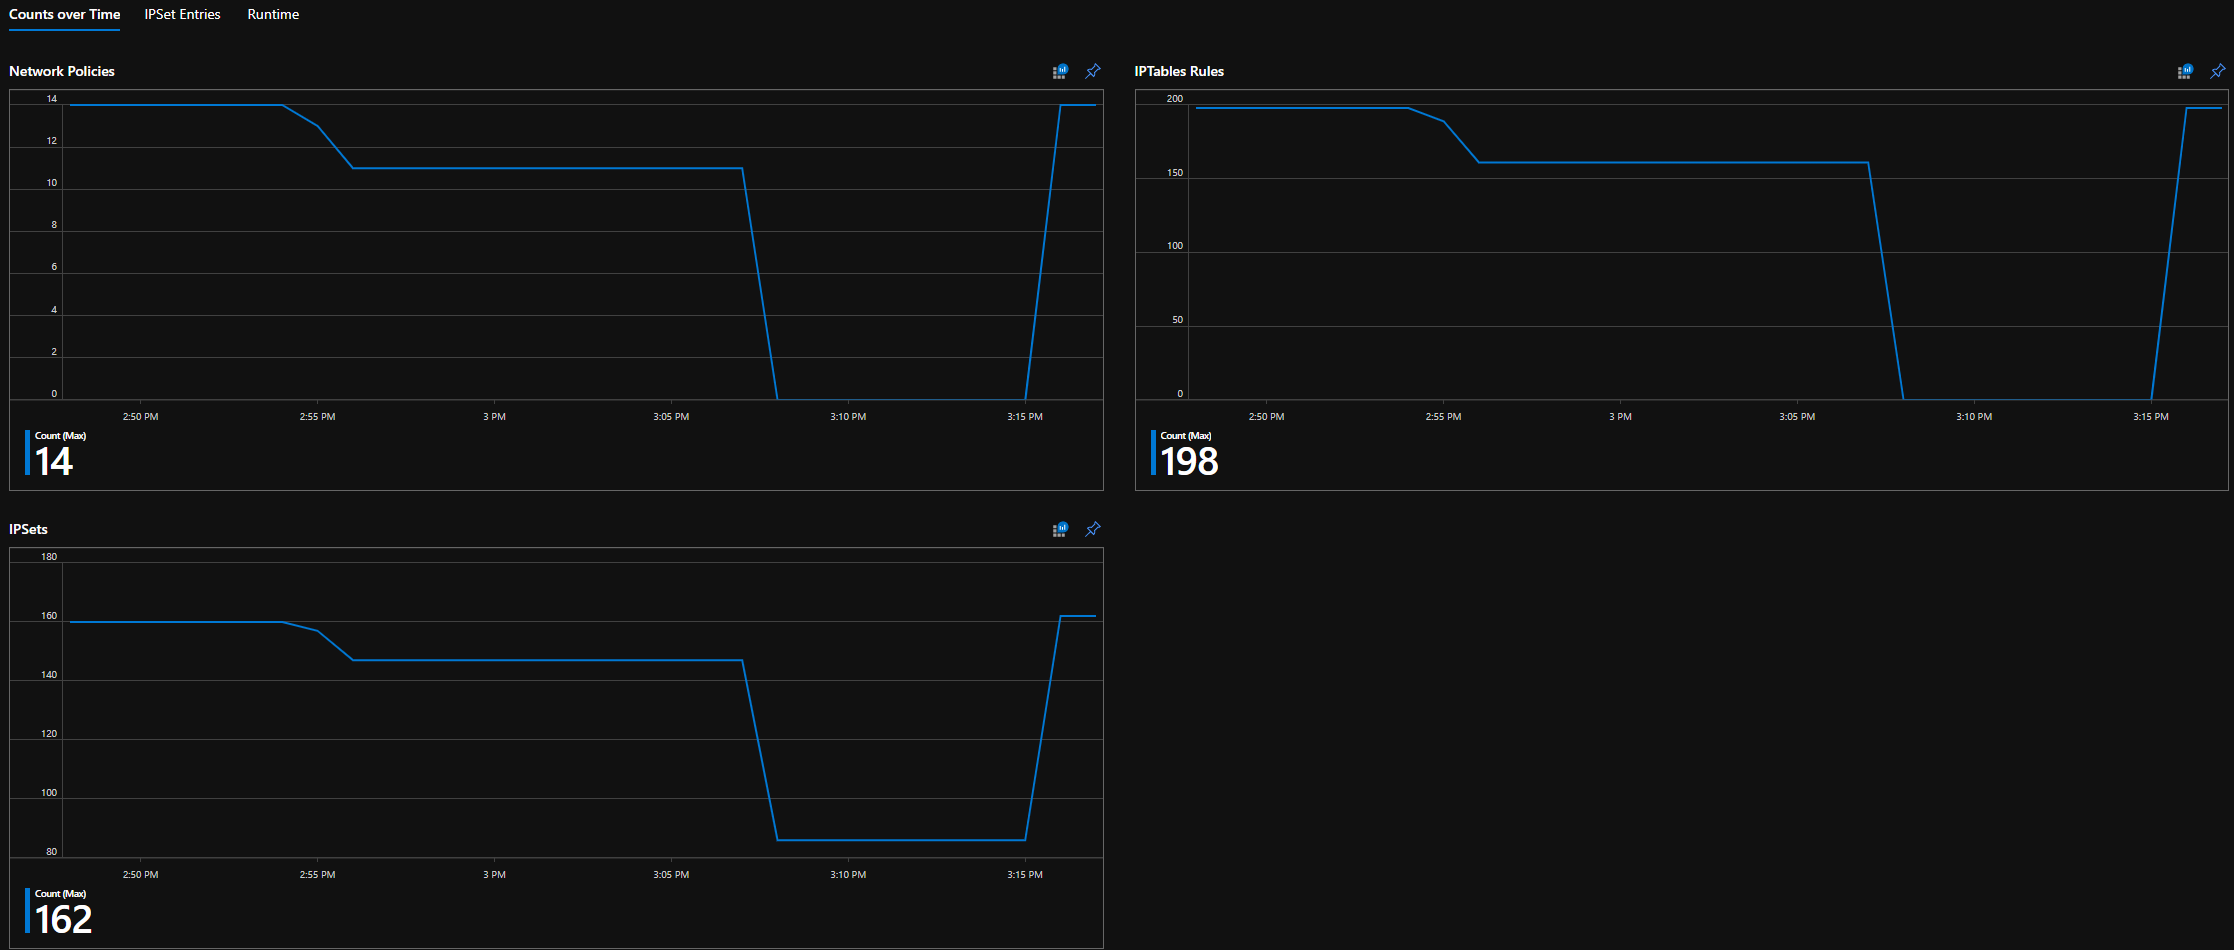 Counts over Time IPSet Entries Runtime
Network Policies
14
12
10
8
6
4
2
0
2:50 PM 2:55 PM 3 PM 3:05 PM 3:10 PM 3:15 PM
Count (Max)
14
IPTables Rules
200
150
100
50
0
2:50 PM 2:55 PM 3 PM 3:05 PM 3:10 PM 3:15 PM
Count (Max)
198
IPSets
180
160
140
120
100
80
2:50 PM 2:55 PM 3 PM 3:05 PM 3:10 PM 3:15 PM
Count (Max)
162